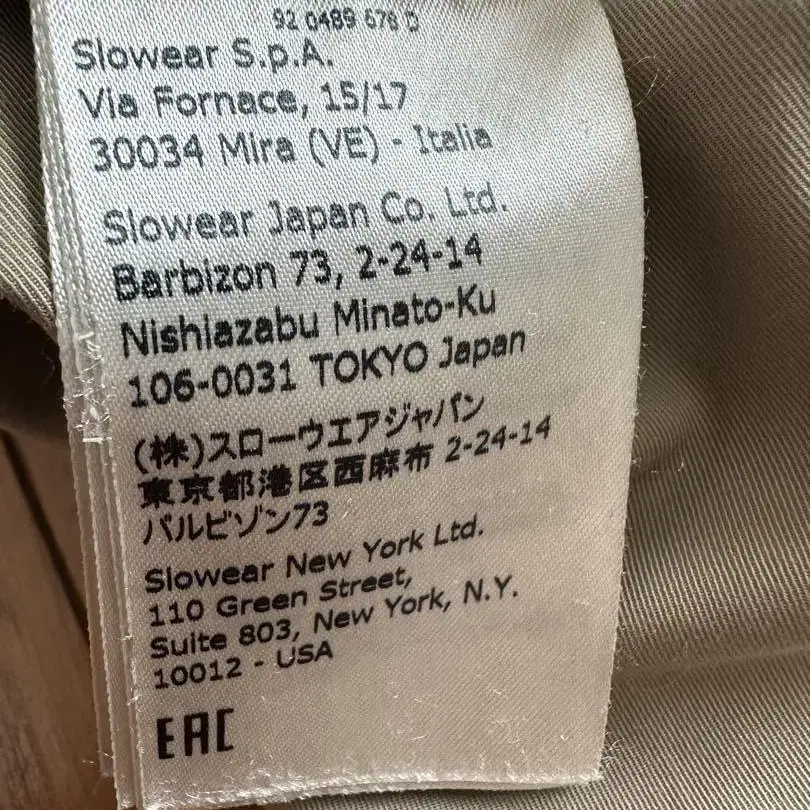 92 0489 678 D
Slowear S.p.A.
Via Fornace, 15/17
30034 Mira (VE) - Italia
Slowear Japan Co. Ltd.
Barbizon 73, 2-24-14
Nishiazabu Minato-Ku
106-0031 TOKYO Japan
(株)スローウエアジャパン
東京都港区西麻布 2-24-14
バルビゾン73
Slowear New York Ltd.
110 Green Street,
Suite 803, New York, N.Y.
10012 - USA
EAC